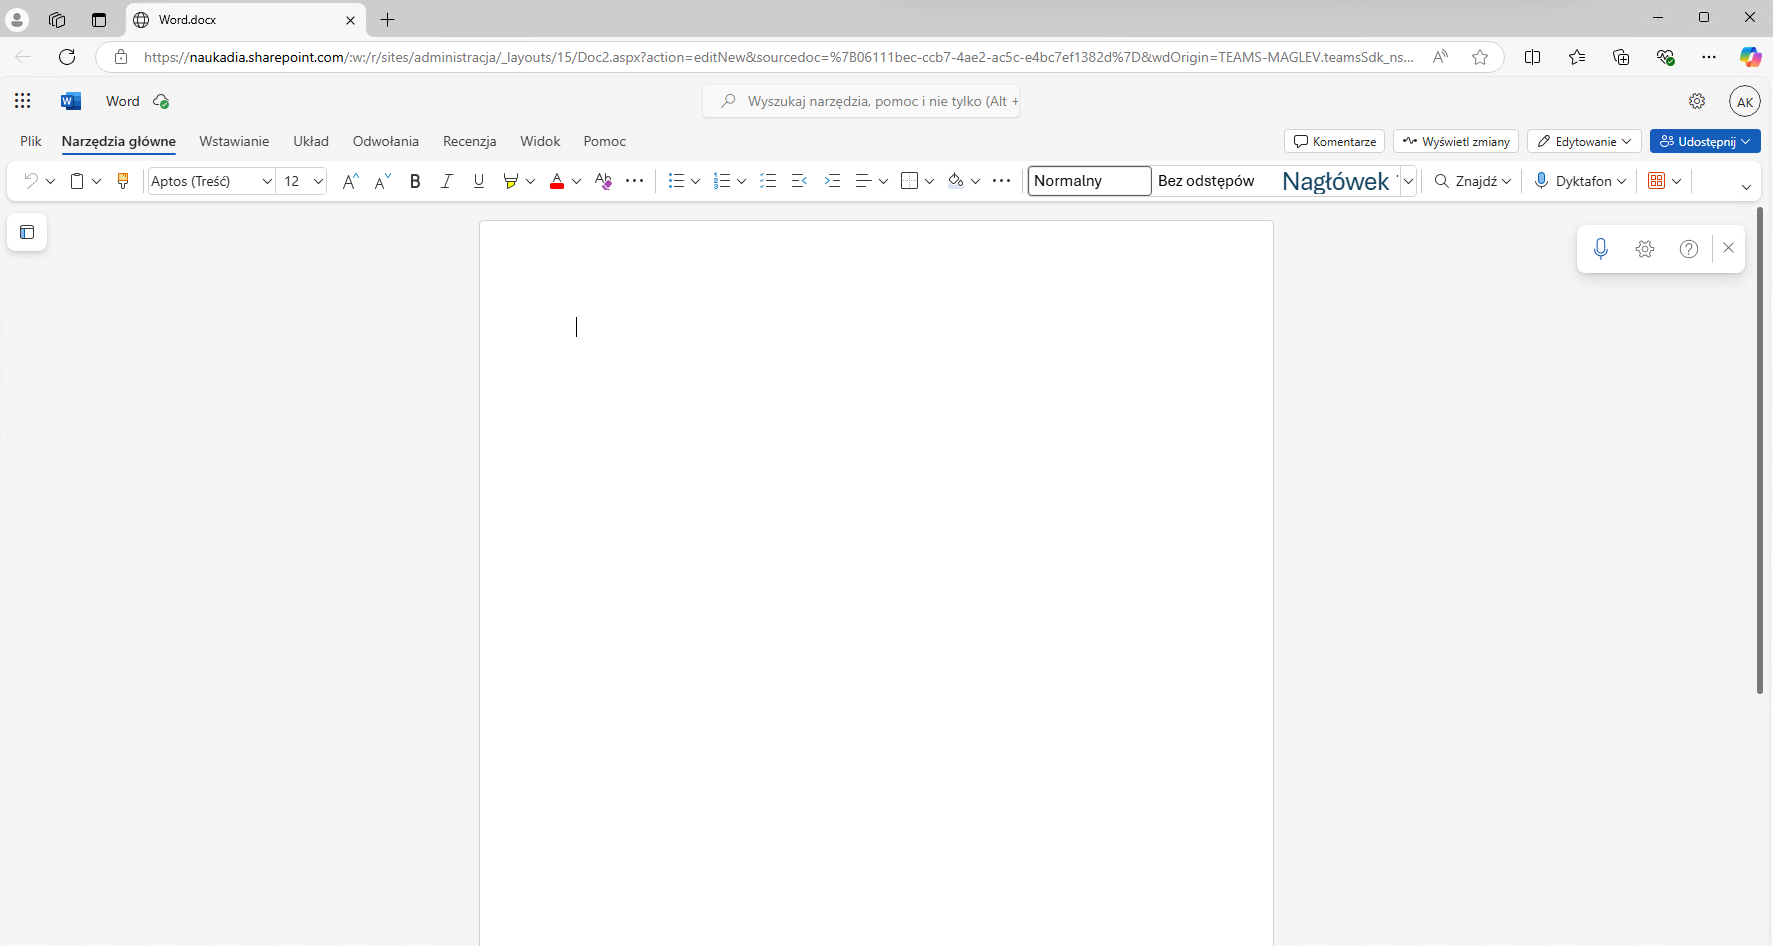 Word.docx
https://naukadia.sharepoint.com/:w:/r/sites/administracja/_layouts/15/Doc2.aspx?action=editNew&sourcedoc=%7B06111bec-ccb7-4ae2-ac5c-e4bc7ef1382d%7D&wdOrigin=TEAMS-MAGLEV.teamsSdk_ns...
Word
Wyszukaj narzędzia, pomoc i nie tylko (Alt +
AK
Plik Narzędzia główne Wstawianie Układ Odwołania Recenzja Widok Pomoc
Komentarze Wyświetl zmiany Edytowanie Udostępnij
Aptos (Treść) 12 Normalny Bez odstępów Nagłówek Znajdź Dyktafon